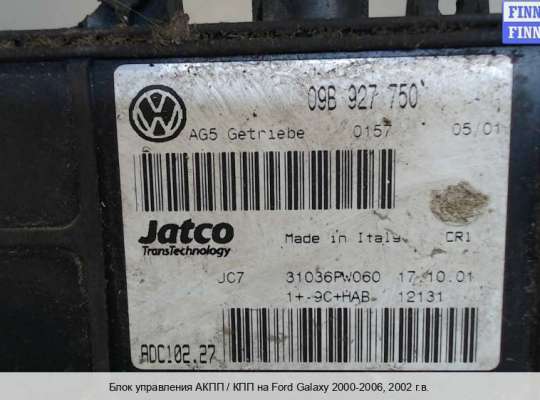 FINN
FINN
09B 927 750
AG5 Getriebe 0157 05/01
Jatco
TransTechnology
Made in Italy CR1
JC7 31036PW060 17.10.01
1+-9C+HAB 12131
ADC102.27
Блок управления АКПП / КПП на Ford Galaxy 2000-2006, 2002 г.в.